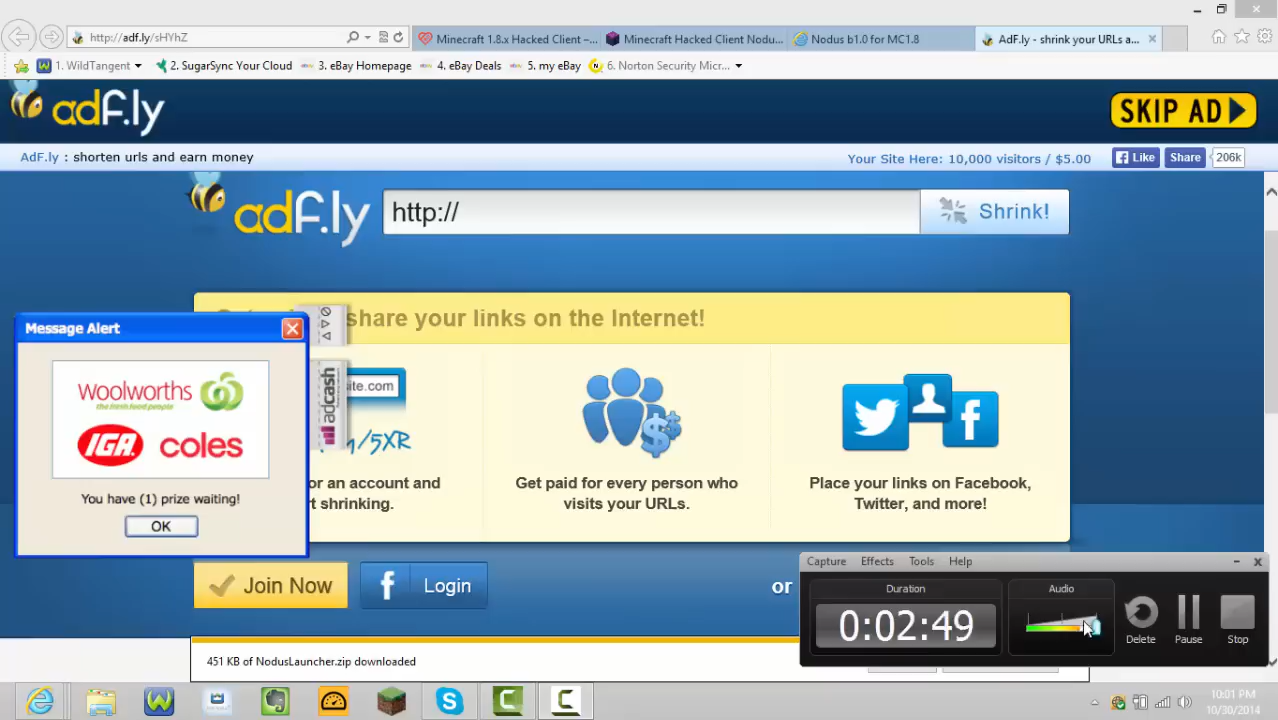 http://adf.ly/sHYhZ
Minecraft 1.8.x Hacked Client –...
Minecraft Hacked Client Nodu...
Nodus b1.0 for MC1.8
AdF.ly - shrink your URLs a...
1. WildTangent
2. SugarSync Your Cloud
3. eBay Homepage
4. eBay Deals
5. my eBay
6. Norton Security Micr...
adf.ly
SKIP AD
AdF.ly : shorten urls and earn money
Your Site Here: 10,000 visitors / $5.00
Like
Share
206k
adf.ly
http://
Shrink!
share your links on the Internet!
Message Alert
Woolworths
the fresh food people
IGA
coles
You have (1) prize waiting!
OK
adcash
site.com
/5XR
or an account and
t shrinking.
Get paid for every person who
visits your URLs.
Place your links on Facebook,
Twitter, and more!
Join Now
Login
or
Capture
Effects
Tools
Help
Duration
Audio
0:02:49
Delete
Pause
Stop
451 KB of NodusLauncher.zip downloaded
10:01 PM
10/30/2014